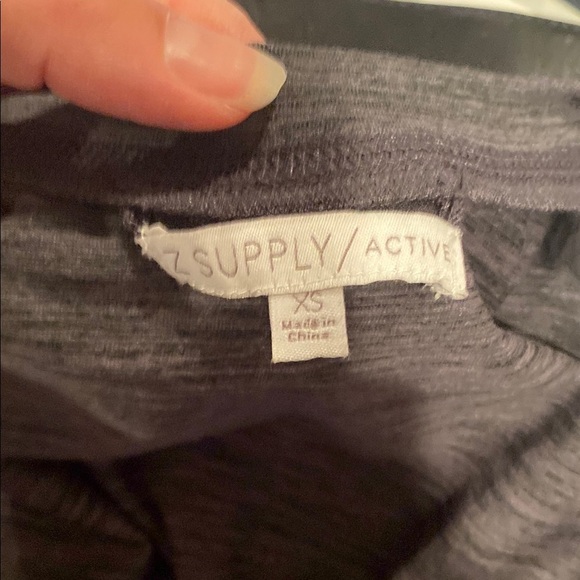 Z SUPPLY/ACTIVE
XS
Made in
China